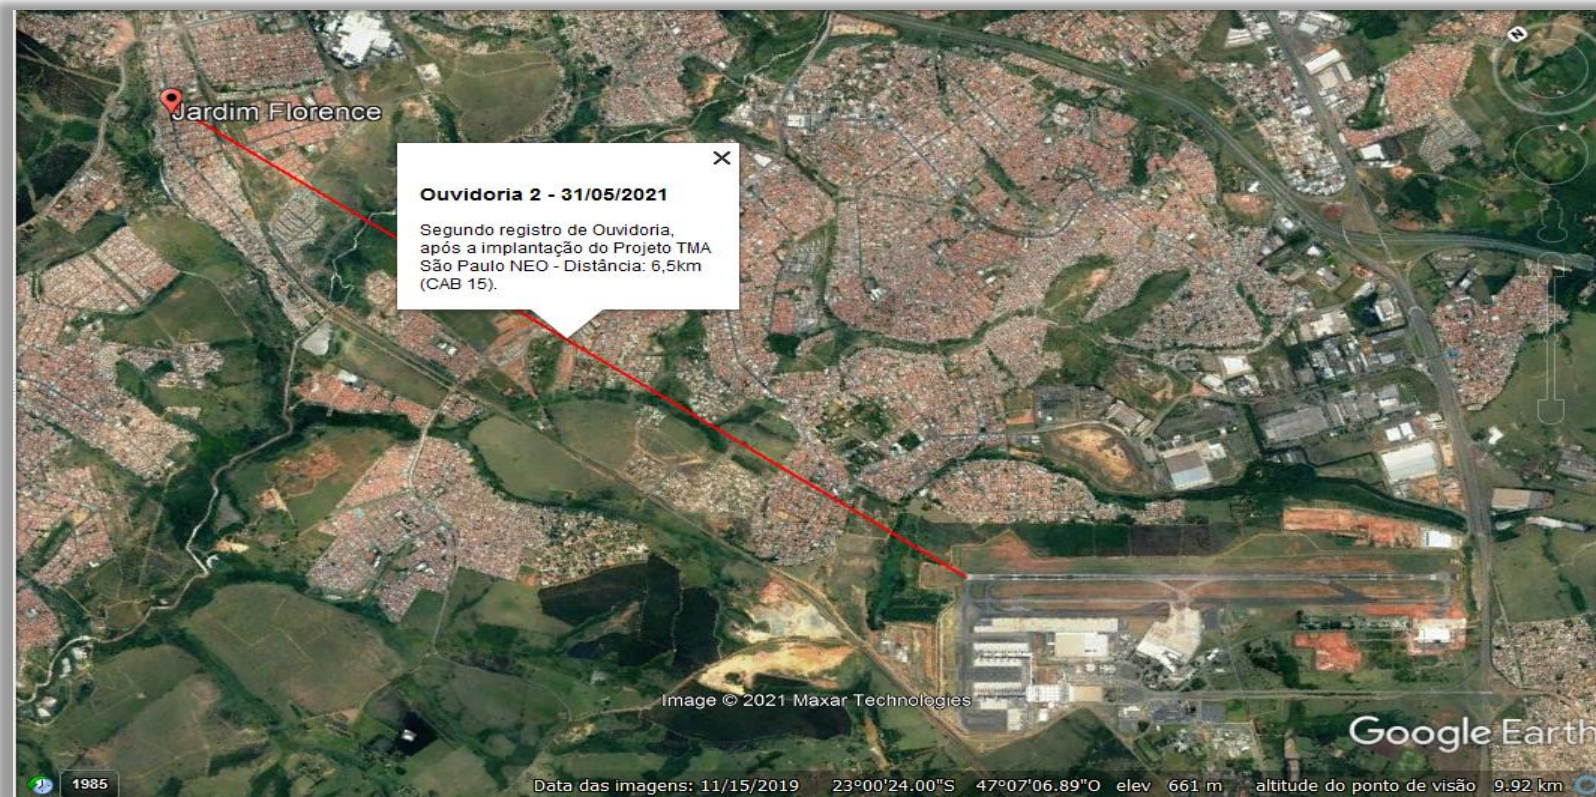 N
Jardim Florence
Ouvidoria 2 - 31/05/2021
Segundo registro de Ouvidoria,
após a implantação do Projeto TMA
São Paulo NEO - Distância: 6,5km
(CAB 15).
Image © 2021 Maxar Technologies
Google Earth
1985
Data das imagens: 11/15/2019 23°00'24.00"S 47°07'06.89"O elev 661 m altitude do ponto de visão 9.92 km